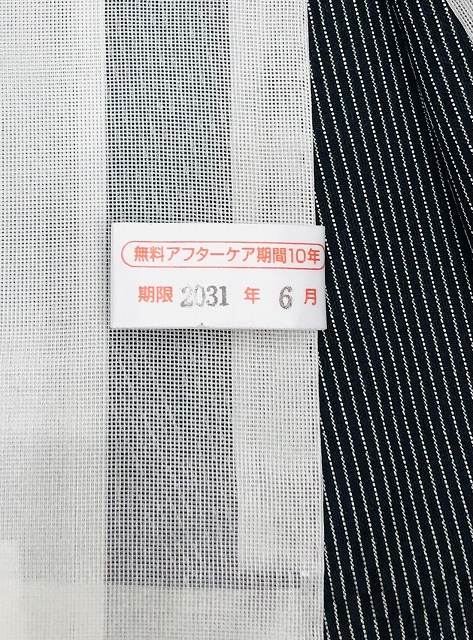 無料アフターケア期間10年
期限 2031 年 6 月